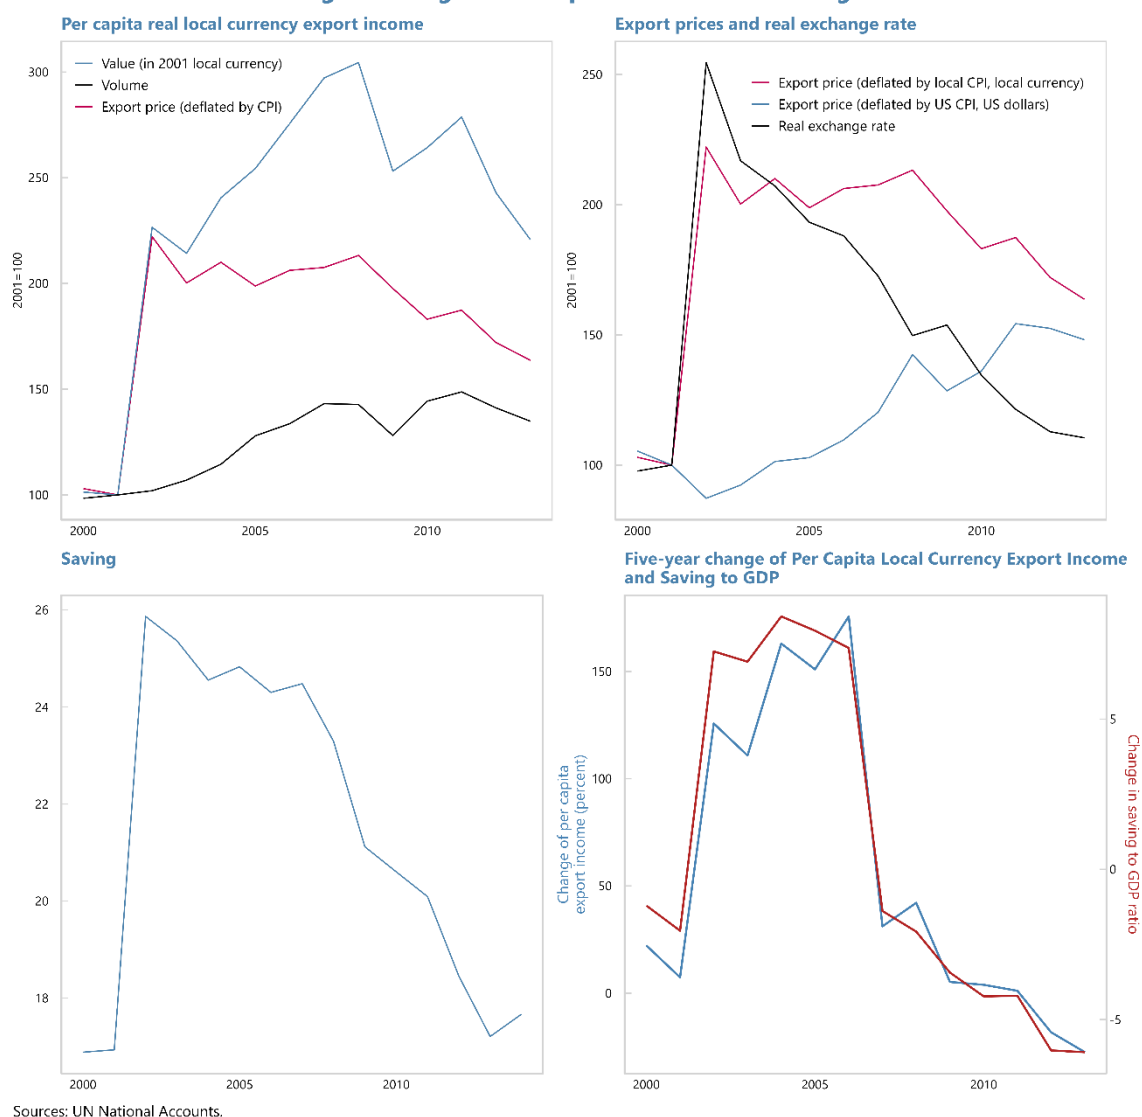 Per capita real local currency export income
Value (in 2001 local currency)
Volume
Export price (deflated by CPI)
2001=100
300
250
200
150
100
2000
2005
2010
Export prices and real exchange rate
Export price (deflated by local CPI, local currency)
Export price (deflated by US CPI, US dollars)
Real exchange rate
2001=100
250
200
150
100
2000
2005
2010
Saving
26
24
22
20
18
2000
2005
2010
Five-year change of Per Capita Local Currency Export Income
and Saving to GDP
Change of per capita
export income (percent)
150
100
50
0
5
0
-5
Change in saving to
GDP ratio
2000
2005
2010
Sources: UN National Accounts.